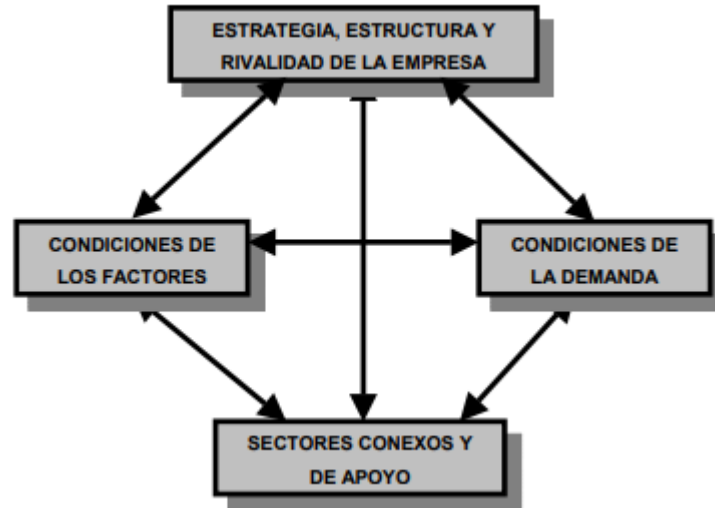 ESTRATEGIA, ESTRUCTURA Y
RIVALIDAD DE LA EMPRESA
CONDICIONES DE
LOS FACTORES
CONDICIONES DE
LA DEMANDA
SECTORES CONEXOS Y
DE APOYO